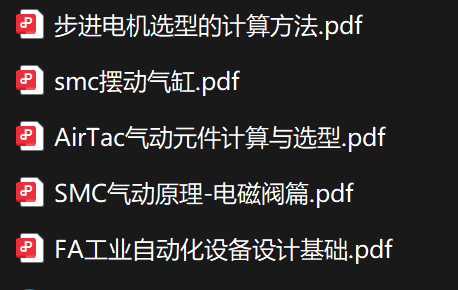 步进电机选型的计算方法.pdf
smc摆动气缸.pdf
AirTac气动元件计算与选型.pdf
SMC气动原理-电磁阀篇.pdf
FA工业自动化设备设计基础.pdf